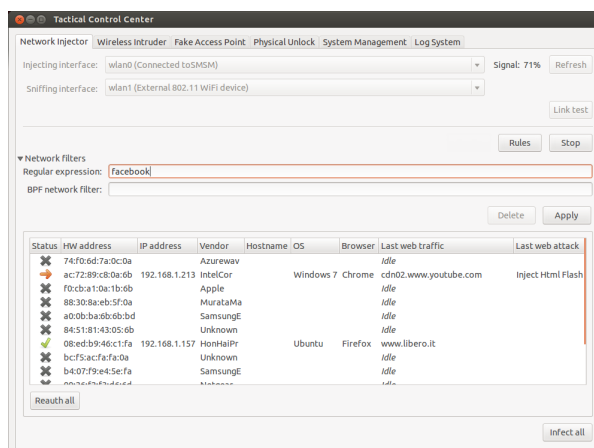 Tactical Control Center
Network Injector Wireless Intruder Fake Access Point Physical Unlock System Management Log System
Injecting interface: wlan0 (Connected toSMSM) Signal: 71% Refresh
Sniffing interface: wlan1 (External 802.11 WiFi device)
Link test
Rules Stop
Network filters
Regular expression: facebook
BPF network filter:
Delete Apply
Status HW address IP address Vendor Hostname OS Browser Last web traffic Last web attack
74:f0:6d:7a:0c:0a Azurewav Idle
ac:72:89:c8:0a:6b 192.168.1.213 IntelCor Windows 7 Chrome cdn02.www.youtube.com Inject Html Flash
f0:cb:a1:0a:1b:6b Apple Idle
88:30:8a:eb:5f:0a MurataMa Idle
a0:0b:ba:6b:6b:bd SamsungE Idle
84:51:81:43:05:6b Unknown Idle
08:ed:b9:46:c1:fa 192.168.1.157 HonHaiPr Ubuntu Firefox www.libero.it
bc:f5:ac:fa:fa:0a Unknown Idle
b4:07:f9:e4:5e:fa SamsungE Idle
Idle
Reauth all
Infect all